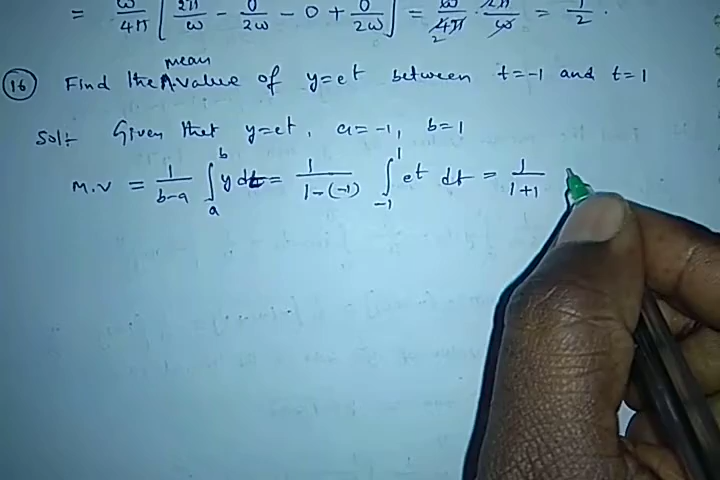 = ω/4π [2π/ω − 0/2ω − 0 + 0/2ω] = ω/4π · 2π/ω = 1/2 .
2
mean
(16) Find the ∧ value of y=e^t between t=-1 and t=1
Sol:- Given that y=e^t, a=-1, b=1
M.V = 1/(b-a) ∫_a^b y dt = 1/(1-(-1)) ∫_{-1}^1 e^t dt = 1/(1+1)